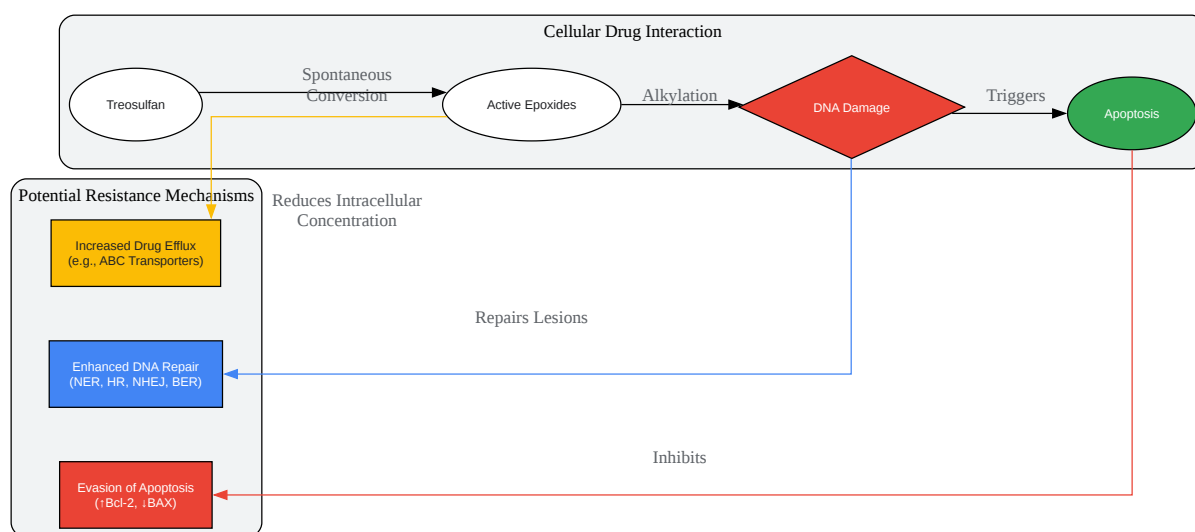 Cellular Drug Interaction
Treosulfan
Spontaneous
Conversion
Active Epoxides
Alkylation
DNA Damage
Triggers
Apoptosis
Potential Resistance Mechanisms
Reduces Intracellular
Concentration
Increased Drug Efflux
(e.g., ABC Transporters)
Repairs Lesions
Enhanced DNA Repair
(NER, HR, NHEJ, BER)
Inhibits
Evasion of Apoptosis
(↑Bcl-2, ↓BAX)